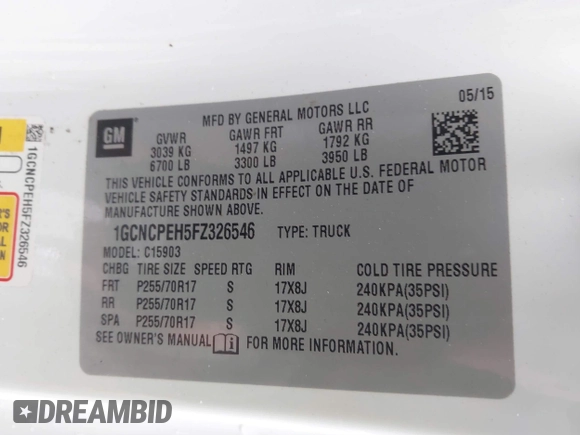 05/15
MFD BY GENERAL MOTORS LLC
GM
GVWR GAWR FRT GAWR RR
3039 KG 1497 KG 1792 KG
6700 LB 3300 LB 3950 LB
THIS VEHICLE CONFORMS TO ALL APPLICABLE U.S. FEDERAL MOTOR
VEHICLE SAFETY STANDARDS IN EFFECT ON THE DATE OF
MANUFACTURE SHOWN ABOVE.
1GCNCPEH5FZ326546 TYPE: TRUCK
MODEL: C15903
CHBG TIRE SIZE SPEED RTG RIM COLD TIRE PRESSURE
FRT P255/70R17 S 17X8J 240KPA(35PSI)
RR P255/70R17 S 17X8J 240KPA(35PSI)
SPA P255/70R17 S 17X8J 240KPA(35PSI)
SEE OWNER'S MANUAL FOR MORE INFORMATION.
1GCNCPEH5FZ326546
DREAMBID